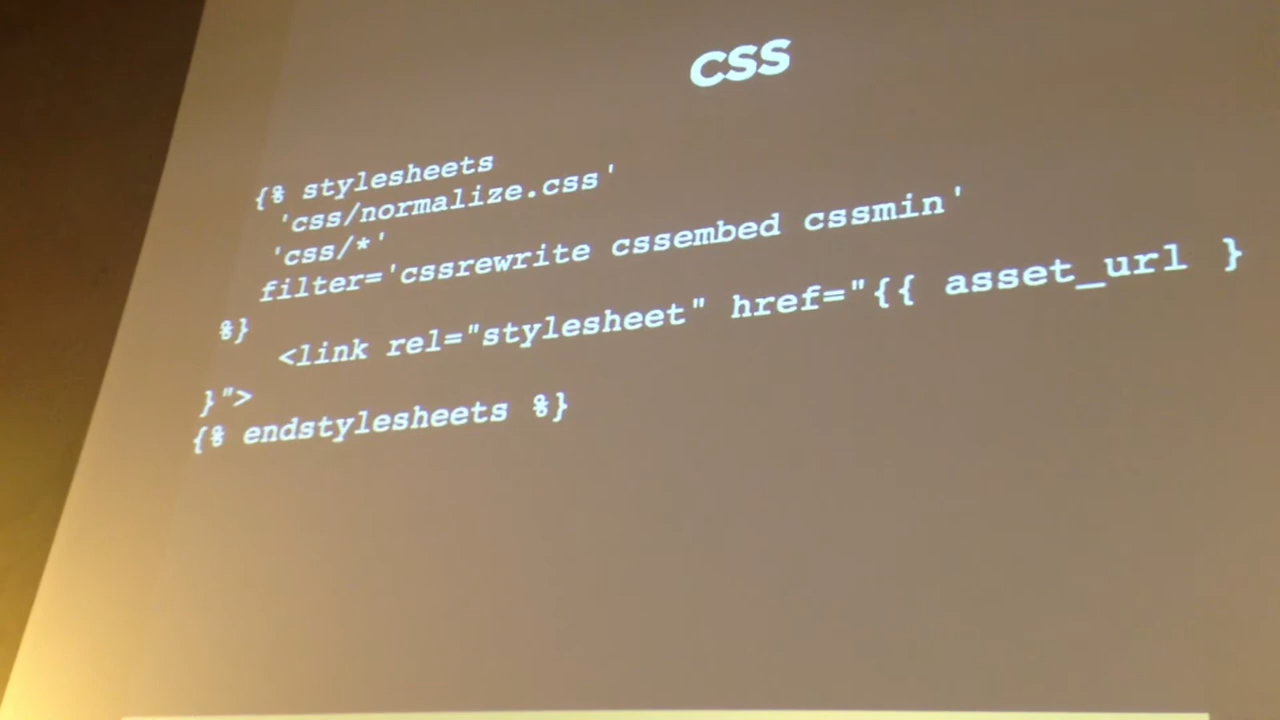 CSS
{% stylesheets
'css/normalize.css'
'css/*'
filter='cssrewrite cssembed cssmin'
%}
<link rel="stylesheet" href="{{ asset_url }
}">
{% endstylesheets %}